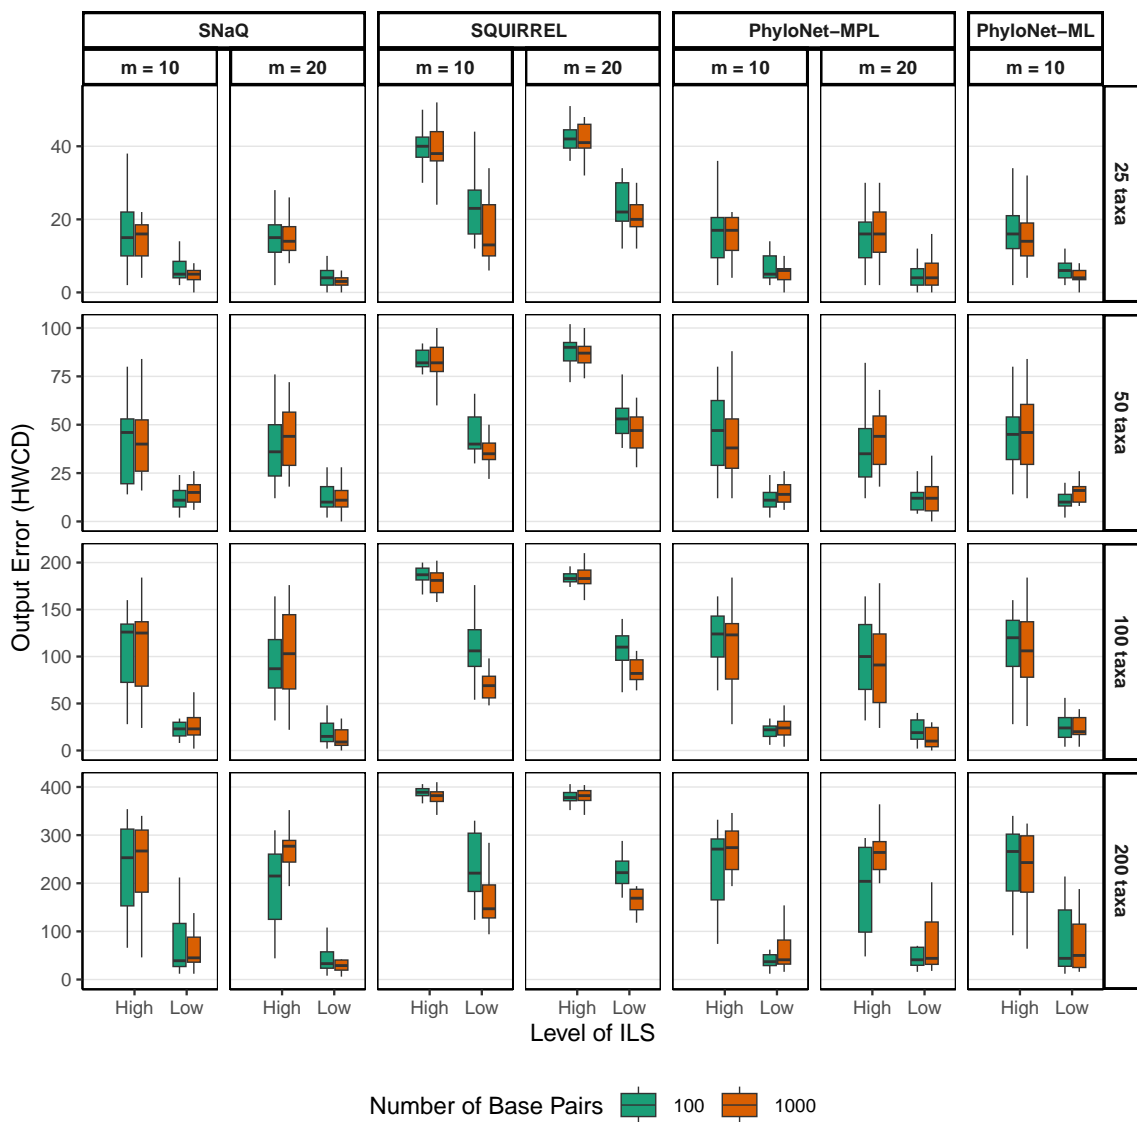 SNaQ SQUIRREL PhyloNet−MPL PhyloNet−ML
m = 10 m = 20 m = 10 m = 20 m = 10 m = 20 m = 10
40
20
0
25 taxa
100
75
50
25
0
50 taxa
200
150
100
50
0
100 taxa
400
300
200
100
0
200 taxa
Output Error (HWCD)
High Low High Low High Low High Low High Low High Low High Low
Level of ILS
Number of Base Pairs 100 1000